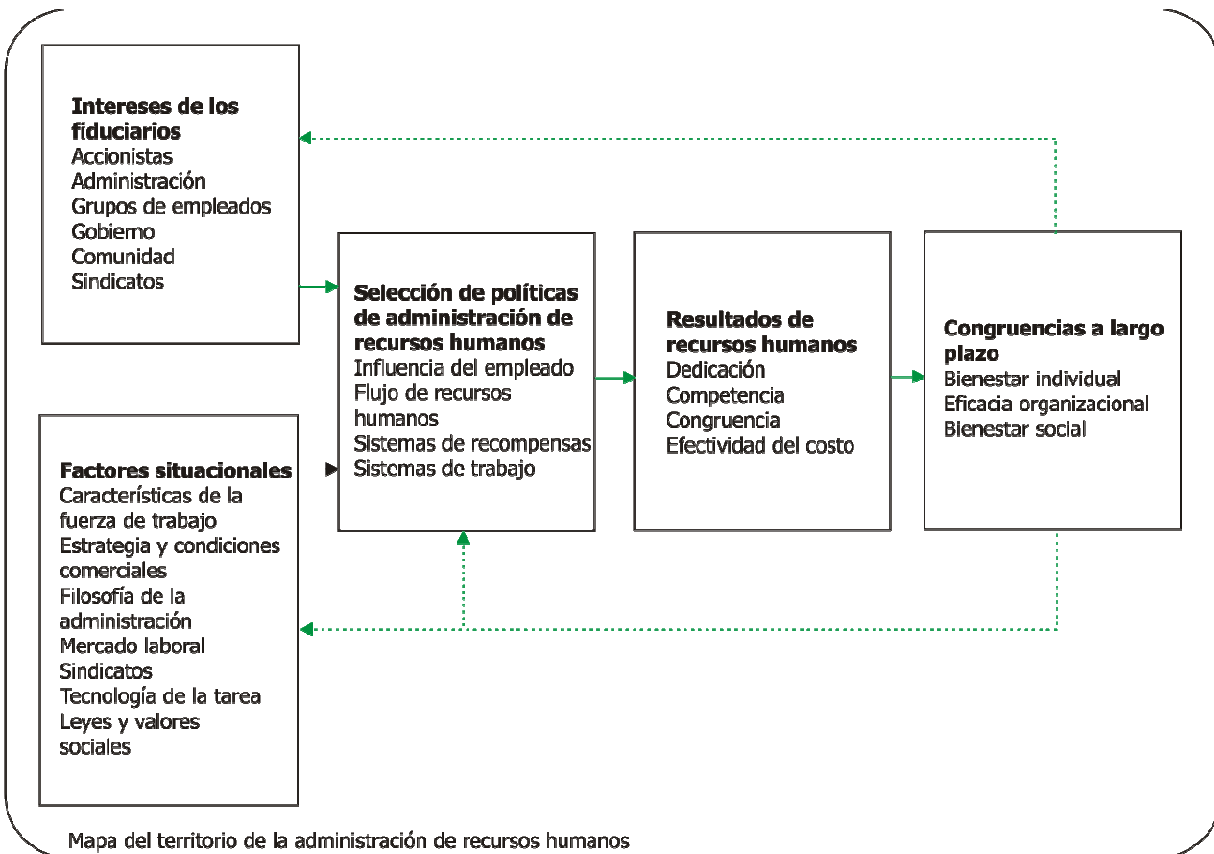 Intereses de los
fiduciarios
Accionistas
Administración
Grupos de empleados
Gobierno
Comunidad
Sindicatos
Factores situacionales
Características de la
fuerza de trabajo
Estrategia y condiciones
comerciales
Filosofía de la
administración
Mercado laboral
Sindicatos
Tecnología de la tarea
Leyes y valores
sociales
Selección de políticas
de administración de
recursos humanos
Influencia del empleado
Flujo de recursos
humanos
Sistemas de recompensas
Sistemas de trabajo
Resultados de
recursos humanos
Dedicación
Competencia
Congruencia
Efectividad del costo
Congruencias a largo
plazo
Bienestar individual
Eficacia organizacional
Bienestar social
Mapa del territorio de la administración de recursos humanos